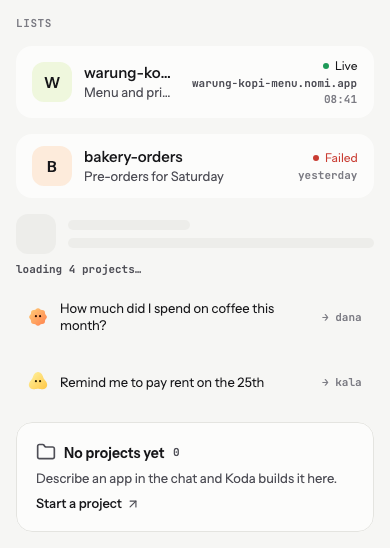 LISTS
W
warung-ko…
Menu and pri…
Live
warung-kopi-menu.nomi.app
08:41
B
bakery-orders
Pre-orders for Saturday
Failed
yesterday
loading 4 projects…
How much did I spend on coffee this
month?
→ dana
Remind me to pay rent on the 25th
→ kala
No projects yet 0
Describe an app in the chat and Koda builds it here.
Start a project ↗